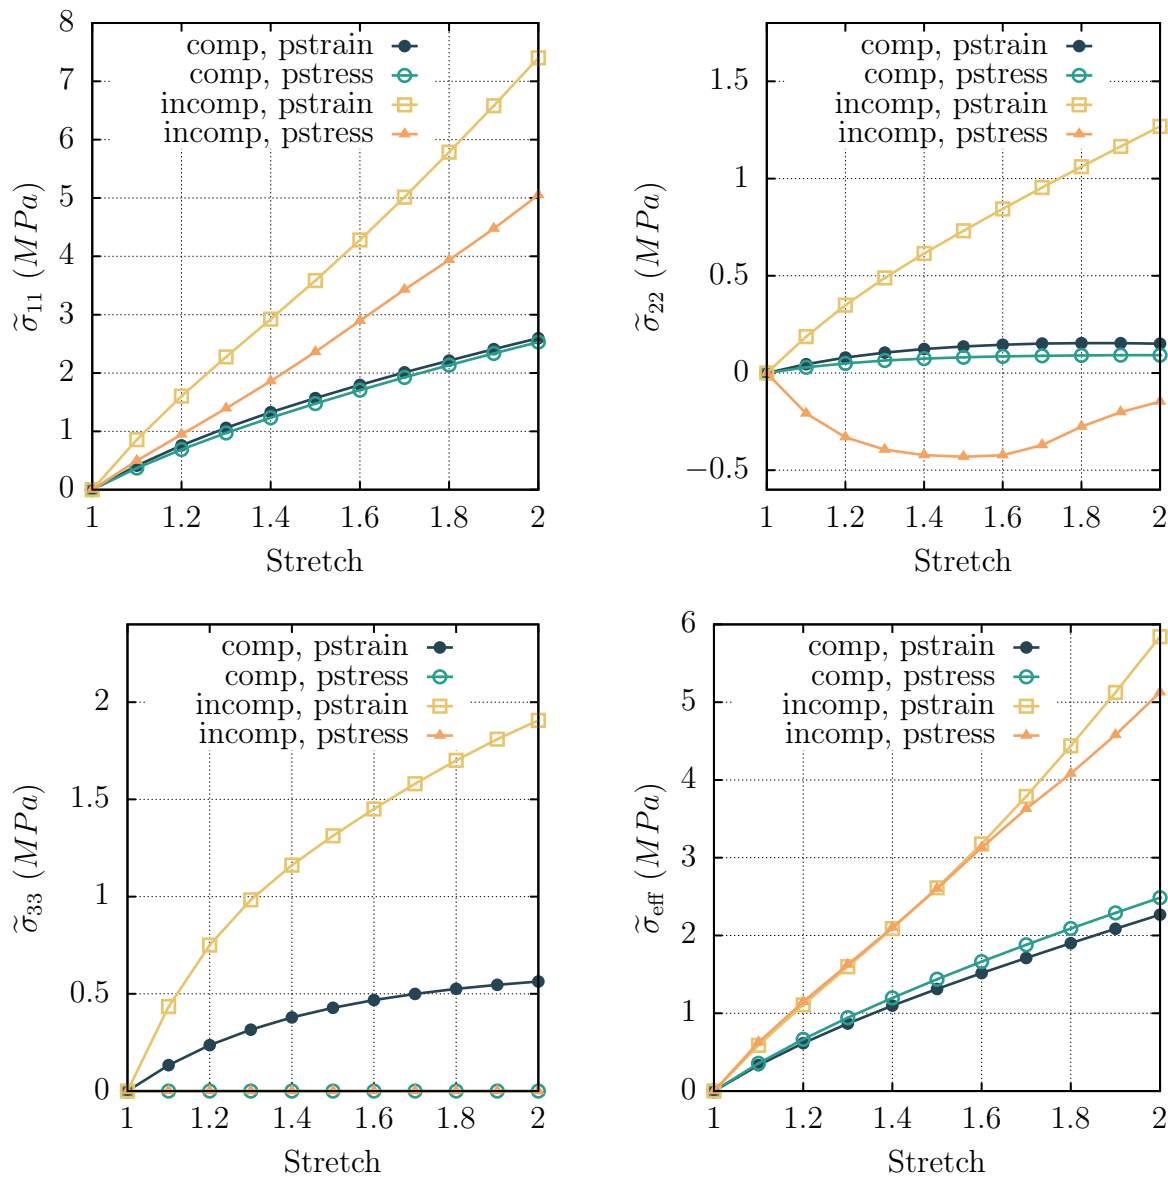 8
7
6
5
4
3
2
1
0
σ̃11 (MPa)
comp, pstrain
comp, pstress
incomp, pstrain
incomp, pstress
1 1.2 1.4 1.6 1.8 2
Stretch
1.5
1
0.5
0
−0.5
σ̃22 (MPa)
comp, pstrain
comp, pstress
incomp, pstrain
incomp, pstress
1 1.2 1.4 1.6 1.8 2
Stretch
2
1.5
1
0.5
0
σ̃33 (MPa)
comp, pstrain
comp, pstress
incomp, pstrain
incomp, pstress
1 1.2 1.4 1.6 1.8 2
Stretch
6
5
4
3
2
1
0
σ̃eff (MPa)
comp, pstrain
comp, pstress
incomp, pstrain
incomp, pstress
1 1.2 1.4 1.6 1.8 2
Stretch